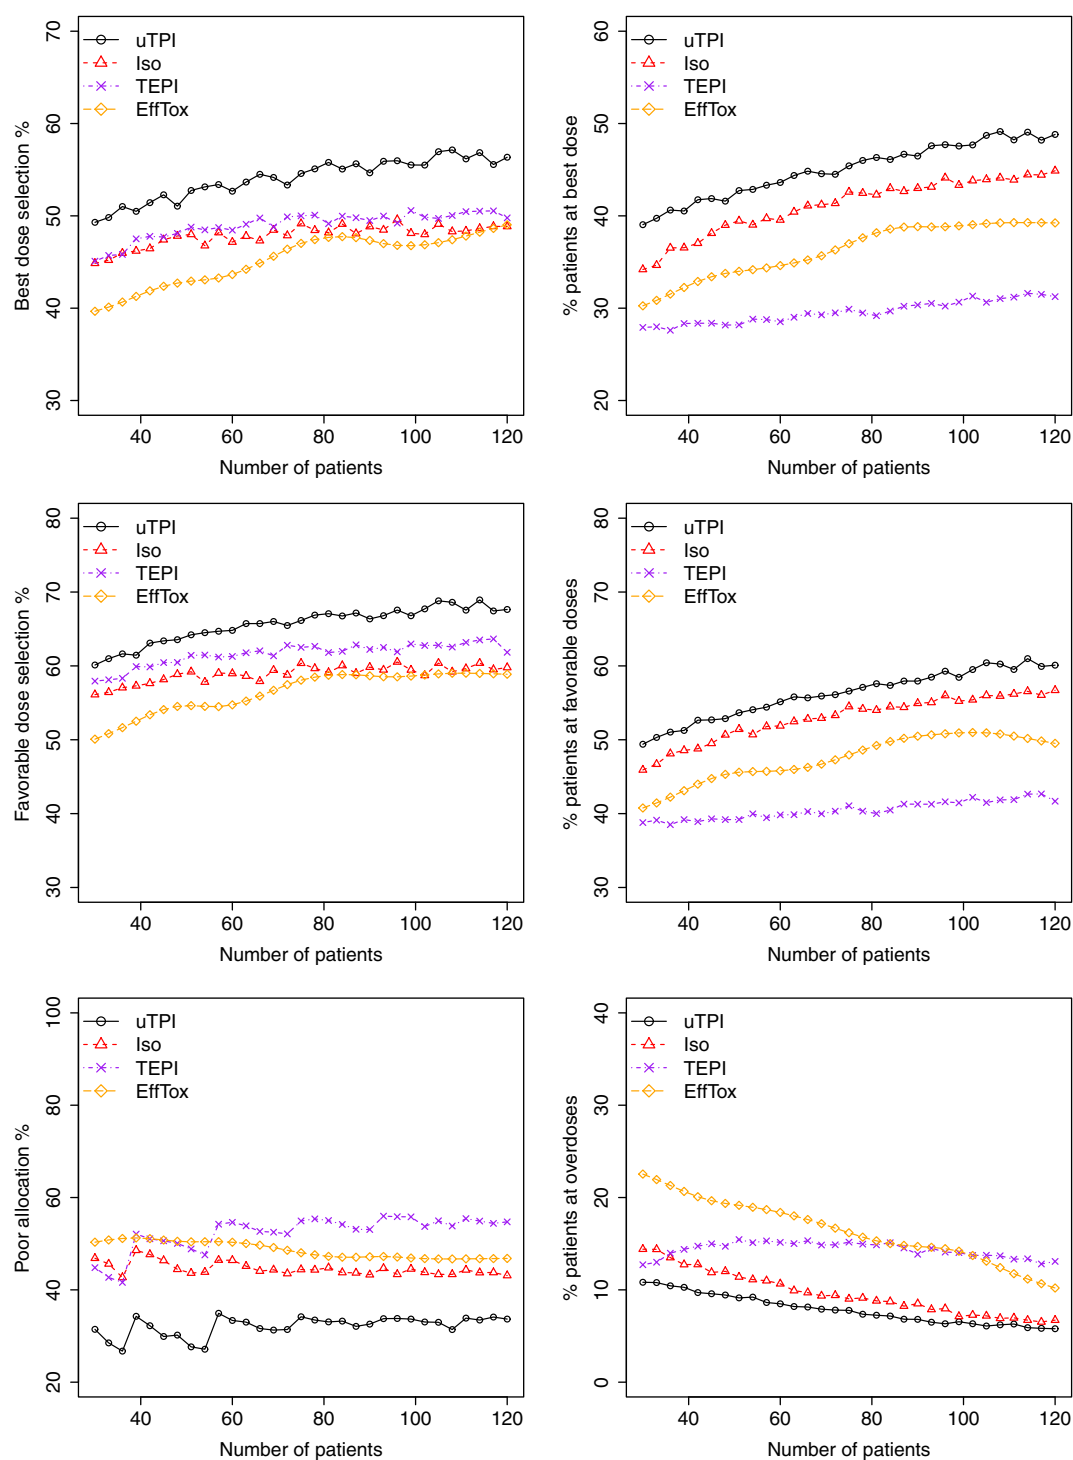 Best dose selection %
70
60
50
40
30
uTPI
Iso
TEPI
EffTox
40 60 80 100 120
Number of patients
% patients at best dose
60
50
40
30
20
uTPI
Iso
TEPI
EffTox
40 60 80 100 120
Number of patients
Favorable dose selection %
80
70
60
50
40
30
uTPI
Iso
TEPI
EffTox
40 60 80 100 120
Number of patients
% patients at favorable doses
80
70
60
50
40
30
uTPI
Iso
TEPI
EffTox
40 60 80 100 120
Number of patients
Poor allocation %
100
80
60
40
20
uTPI
Iso
TEPI
EffTox
40 60 80 100 120
Number of patients
% patients at overdoses
40
30
20
10
0
uTPI
Iso
TEPI
EffTox
40 60 80 100 120
Number of patients